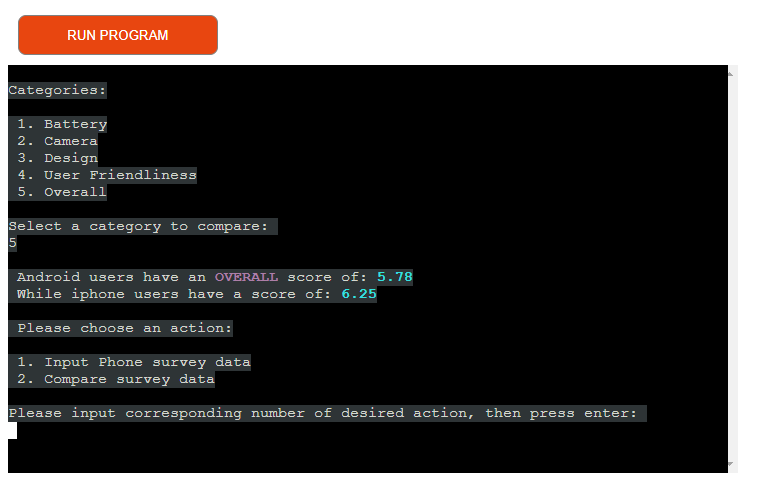 RUN PROGRAM
Categories:
1. Battery
2. Camera
3. Design
4. User Friendliness
5. Overall
Select a category to compare:
5
Android users have an OVERALL score of: 5.78
While iphone users have a score of: 6.25
Please choose an action:
1. Input Phone survey data
2. Compare survey data
Please input corresponding number of desired action, then press enter: